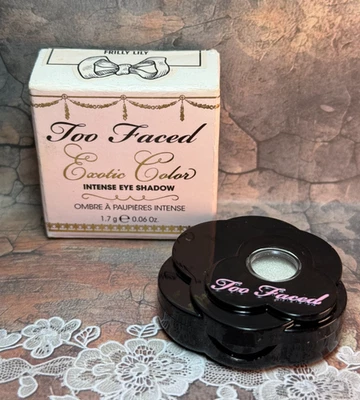 FRILLY LILY
Too Faced
Exotic Color
INTENSE EYE SHADOW
OMBRE À PAUPIÈRES INTENSE
1.7 g ℮ 0.06 Oz.
Too Faced